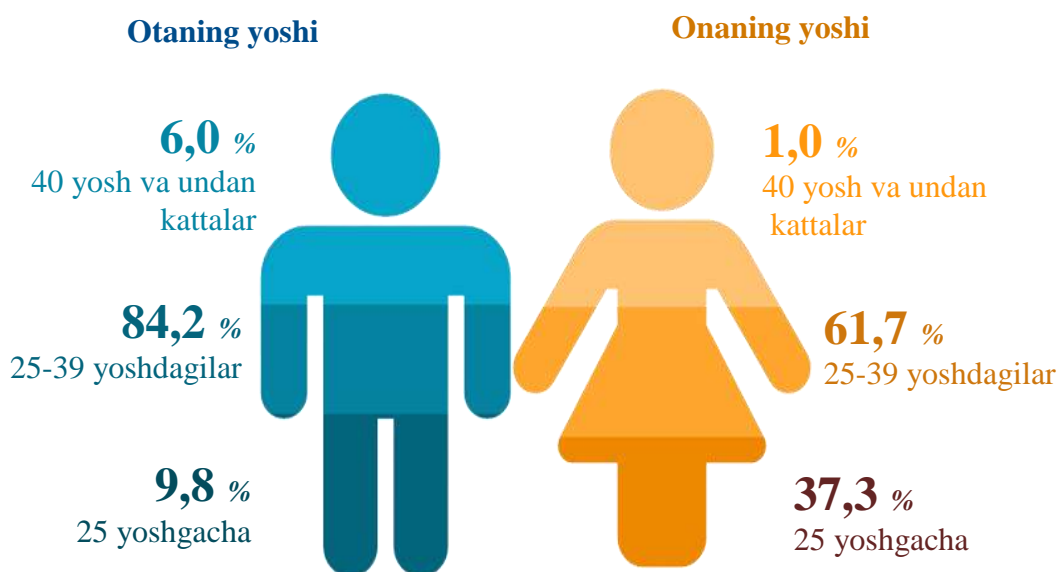 Otaning yoshi
Onaning yoshi
6,0 %
40 yosh va undan
kattalar
84,2 %
25-39 yoshdagilar
9,8 %
25 yoshgacha
1,0 %
40 yosh va undan
kattalar
61,7 %
25-39 yoshdagilar
37,3 %
25 yoshgacha